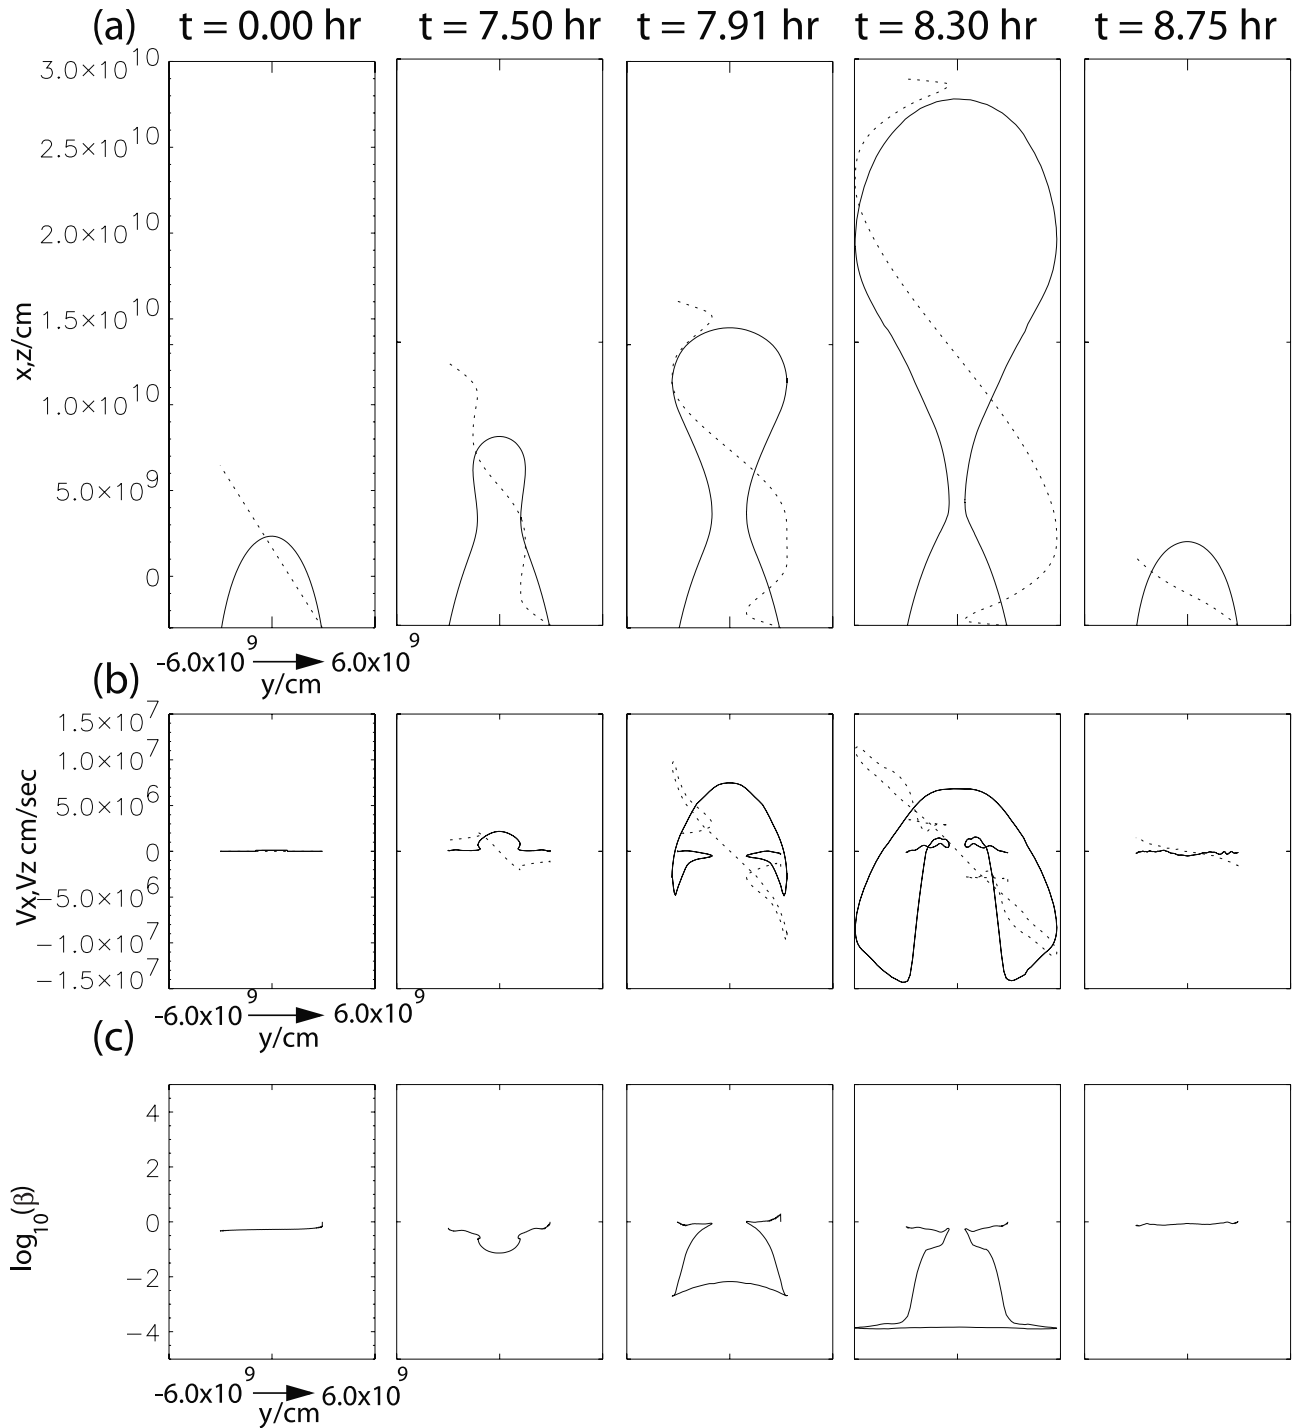 (a) t = 0.00 hr t = 7.50 hr t = 7.91 hr t = 8.30 hr t = 8.75 hr
3.0×10^10
2.5×10^10
2.0×10^10
1.5×10^10
1.0×10^10
5.0×10^9
0
x,z/cm
-6.0x10^9 → 6.0x10^9
y/cm
(b)
1.5×10^7
1.0×10^7
5.0×10^6
0
−5.0×10^6
−1.0×10^7
−1.5×10^7
Vx,Vz cm/sec
-6.0x10^9 → 6.0x10^9
y/cm
(c)
4
2
0
−2
−4
log10(β)
-6.0x10^9 → 6.0x10^9
y/cm